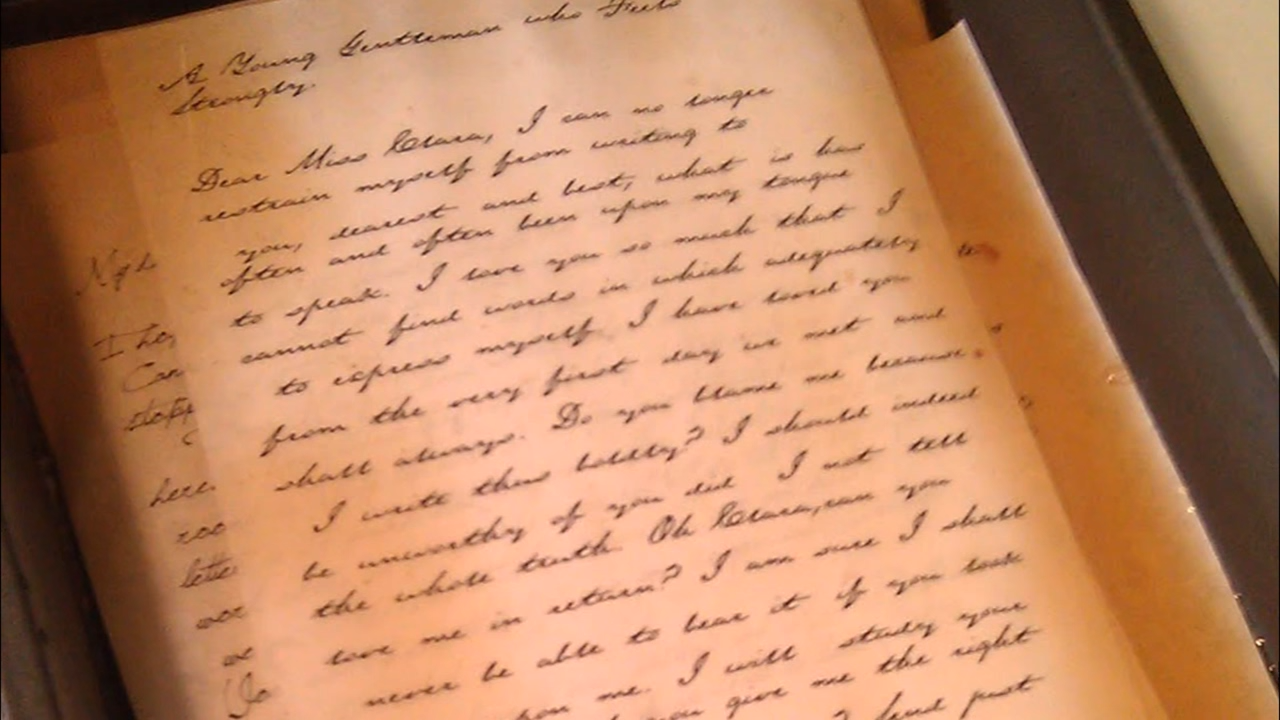 A Young Gentleman who Feels
Strongly.
Dear Miss Clara, I can no longer
restrain myself from writing to
you, dearest and best, what is has
often and often been upon my tongue
to speak. I love you so much that I
cannot find words in which adequately
to express myself. I have loved you
from the very first day we met and
shall always. Do you blame me because
I write thus boldly? I should indeed
be unworthy of you did I not tell
the whole truth. Oh Clara, can you
love me in return? I am sure I shall
never be able to bear it if you look
upon me. I will study your
you give me the right
Send just